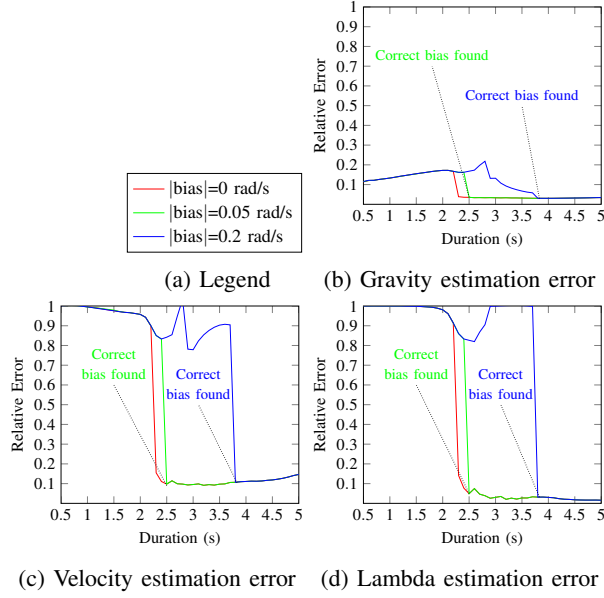 |bias|=0 rad/s
|bias|=0.05 rad/s
|bias|=0.2 rad/s
(a) Legend
1
0.9
0.8
0.7
0.6
0.5
0.4
0.3
0.2
0.1
Relative Error
Correct bias found
Correct bias found
0.5 1 1.5 2 2.5 3 3.5 4 4.5 5
Duration (s)
(b) Gravity estimation error
1
0.9
0.8
0.7
0.6
0.5
0.4
0.3
0.2
0.1
Relative Error
Correct
bias found
Correct
bias found
0.5 1 1.5 2 2.5 3 3.5 4 4.5 5
Duration (s)
(c) Velocity estimation error
1
0.9
0.8
0.7
0.6
0.5
0.4
0.3
0.2
0.1
Relative Error
Correct
bias found
Correct
bias found
0.5 1 1.5 2 2.5 3 3.5 4 4.5 5
Duration (s)
(d) Lambda estimation error